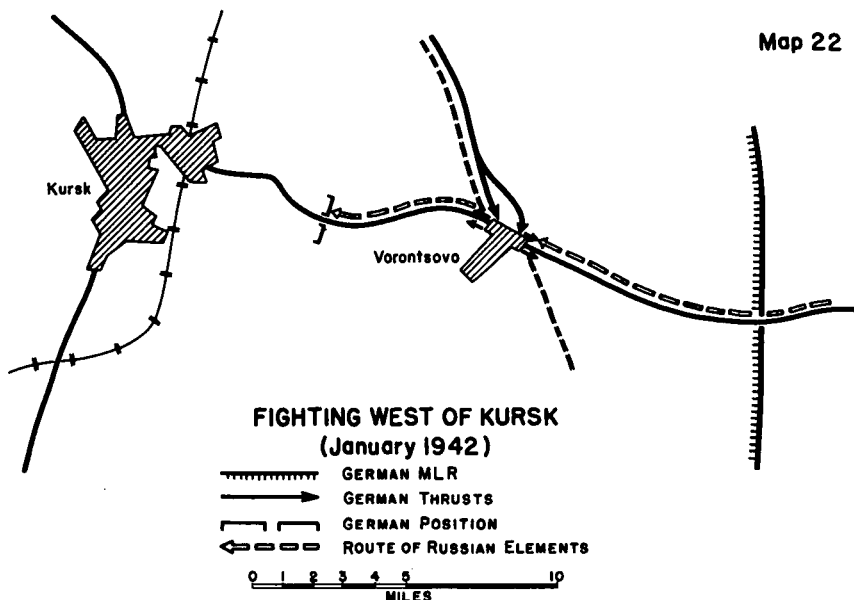 Map 22
Kursk
Vorontsovo
FIGHTING WEST OF KURSK
(January 1942)
GERMAN MLR
GERMAN THRUSTS
GERMAN POSITION
ROUTE OF RUSSIAN ELEMENTS
0 1 2 3 4 5 10
MILES